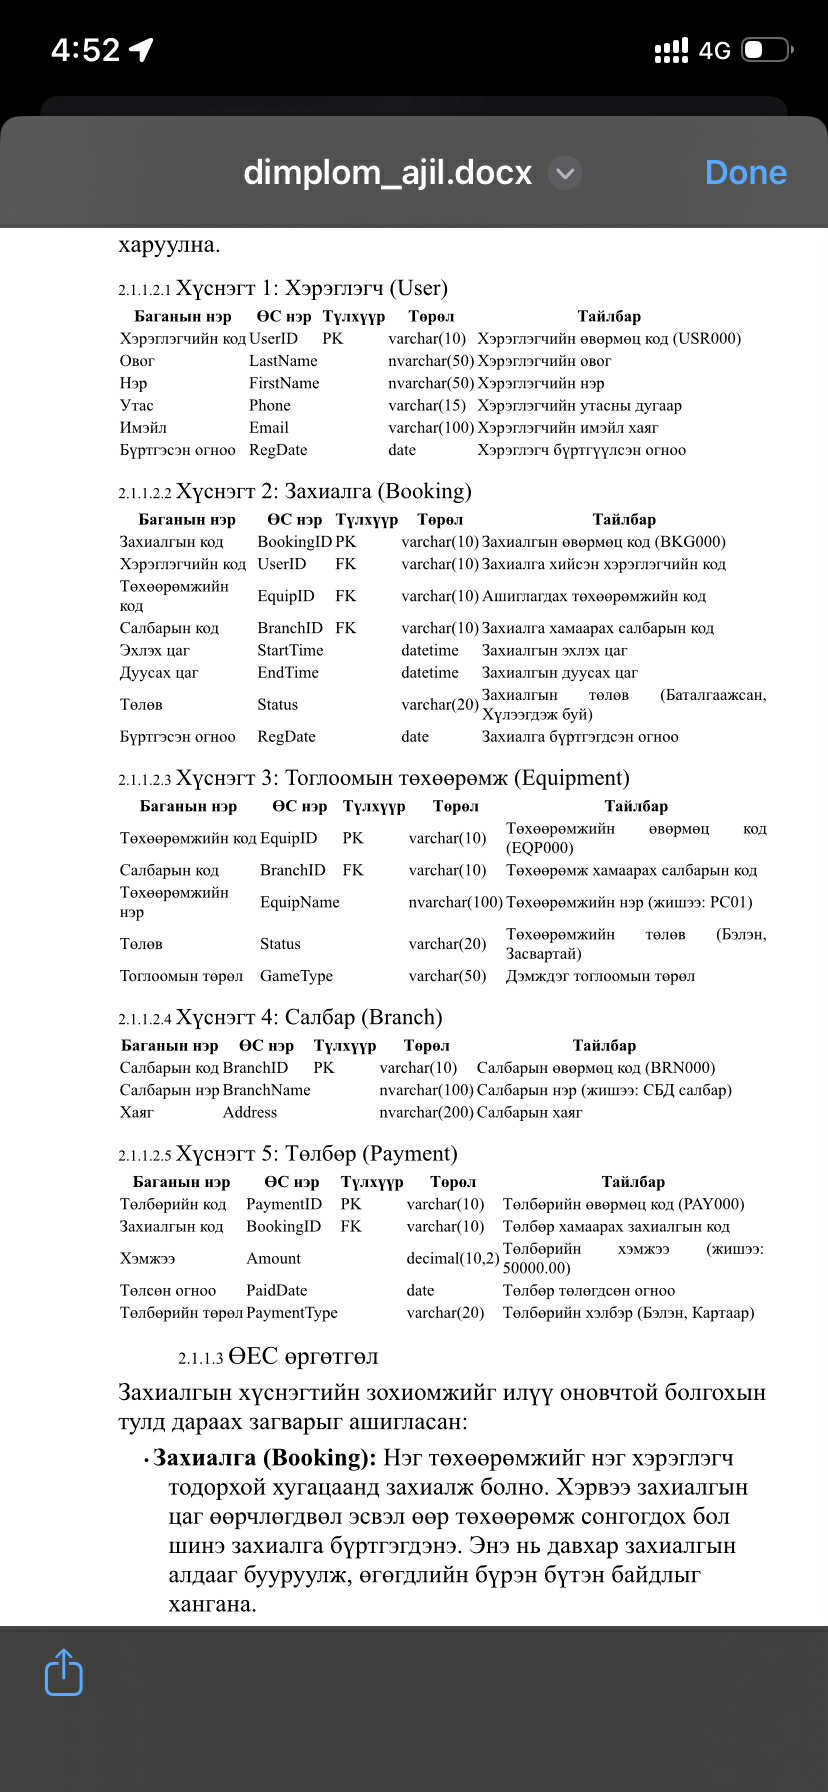 4:52
4G
dimplom_ajil.docx
Done
харуулна.
2.1.1.2.1 Хүснэгт 1: Хэрэглэгч (User)
Баганын нэр ӨС нэр Түлхүүр Төрөл Тайлбар
Хэрэглэгчийн код UserID PK varchar(10) Хэрэглэгчийн өвөрмөц код (USR000)
Овог LastName nvarchar(50) Хэрэглэгчийн овог
Нэр FirstName nvarchar(50) Хэрэглэгчийн нэр
Утас Phone varchar(15) Хэрэглэгчийн утасны дугаар
Имэйл Email varchar(100) Хэрэглэгчийн имэйл хаяг
Бүртгэсэн огноо RegDate date Хэрэглэгч бүртгүүлсэн огноо
2.1.1.2.2 Хүснэгт 2: Захиалга (Booking)
Баганын нэр ӨС нэр Түлхүүр Төрөл Тайлбар
Захиалгын код BookingID PK varchar(10) Захиалгын өвөрмөц код (BKG000)
Хэрэглэгчийн код UserID FK varchar(10) Захиалга хийсэн хэрэглэгчийн код
Төхөөрөмжийн
код EquipID FK varchar(10) Ашиглагдах төхөөрөмжийн код
Салбарын код BranchID FK varchar(10) Захиалга хамаарах салбарын код
Эхлэх цаг StartTime datetime Захиалгын эхлэх цаг
Дуусах цаг EndTime datetime Захиалгын дуусах цаг
Төлөв Status varchar(20) Захиалгын төлөв (Баталгаажсан,
Хүлээгдэж буй)
Бүртгэсэн огноо RegDate date Захиалга бүртгэгдсэн огноо
2.1.1.2.3 Хүснэгт 3: Тоглоомын төхөөрөмж (Equipment)
Баганын нэр ӨС нэр Түлхүүр Төрөл Тайлбар
Төхөөрөмжийн код EquipID PK varchar(10) Төхөөрөмжийн өвөрмөц код
(EQP000)
Салбарын код BranchID FK varchar(10) Төхөөрөмж хамаарах салбарын код
Төхөөрөмжийн
нэр EquipName nvarchar(100) Төхөөрөмжийн нэр (жишээ: PC01)
Төлөв Status varchar(20) Төхөөрөмжийн төлөв (Бэлэн,
Засвартай)
Тоглоомын төрөл GameType varchar(50) Дэмждэг тоглоомын төрөл
2.1.1.2.4 Хүснэгт 4: Салбар (Branch)
Баганын нэр ӨС нэр Түлхүүр Төрөл Тайлбар
Салбарын код BranchID PK varchar(10) Салбарын өвөрмөц код (BRN000)
Салбарын нэр BranchName nvarchar(100) Салбарын нэр (жишээ: СБД салбар)
Хаяг Address nvarchar(200) Салбарын хаяг
2.1.1.2.5 Хүснэгт 5: Төлбөр (Payment)
Баганын нэр ӨС нэр Түлхүүр Төрөл Тайлбар
Төлбөрийн код PaymentID PK varchar(10) Төлбөрийн өвөрмөц код (PAY000)
Захиалгын код BookingID FK varchar(10) Төлбөр хамаарах захиалгын код
Хэмжээ Amount decimal(10,2) Төлбөрийн хэмжээ (жишээ:
50000.00)
Төлсөн огноо PaidDate date Төлбөр төлөгдсөн огноо
Төлбөрийн төрөл PaymentType varchar(20) Төлбөрийн хэлбэр (Бэлэн, Картаар)
2.1.1.3 ӨЕС өргөтгөл
Захиалгын хүснэгтийн зохиомжийг илүү оновчтой болгохын
тулд дараах загварыг ашигласан:
· Захиалга (Booking): Нэг төхөөрөмжийг нэг хэрэглэгч
тодорхой хугацаанд захиалж болно. Хэрвээ захиалгын
цаг өөрчлөгдвөл эсвэл өөр төхөөрөмж сонгогдох бол
шинэ захиалга бүртгэгдэнэ. Энэ нь давхар захиалгын
алдааг бууруулж, өгөгдлийн бүрэн бүтэн байдлыг
хангана.